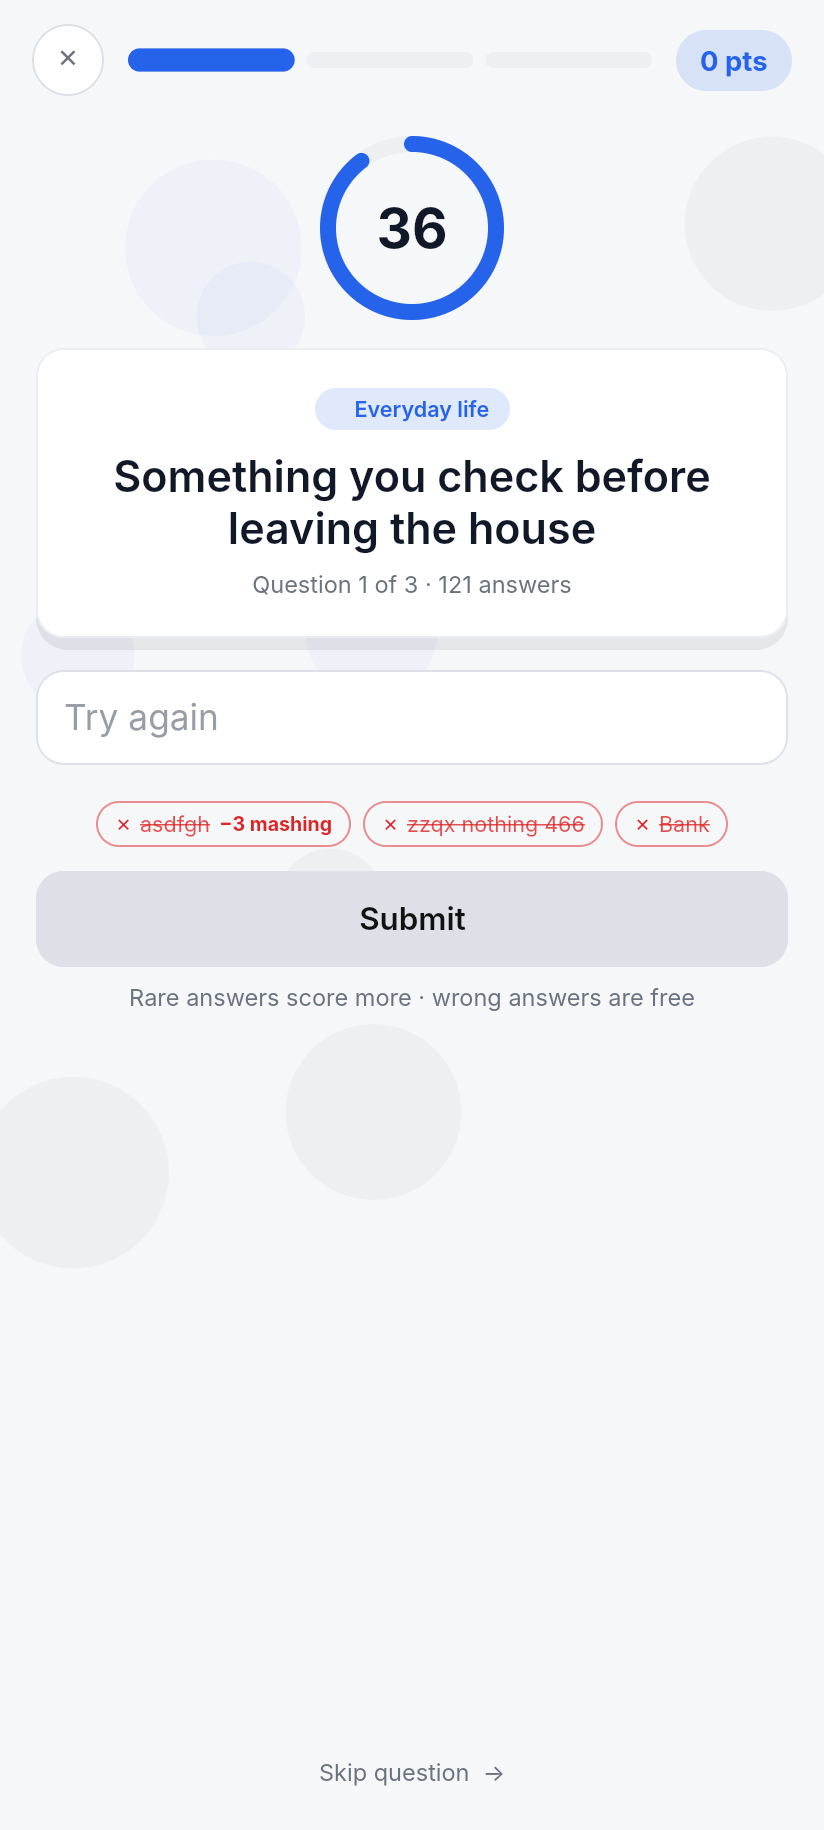 ✕
0 pts
36
Everyday life
Something you check before
leaving the house
Question 1 of 3 · 121 answers
Try again
✕ asdfgh −3 mashing ✕ zzqx nothing 466 ✕ Bank
Submit
Rare answers score more · wrong answers are free
Skip question →